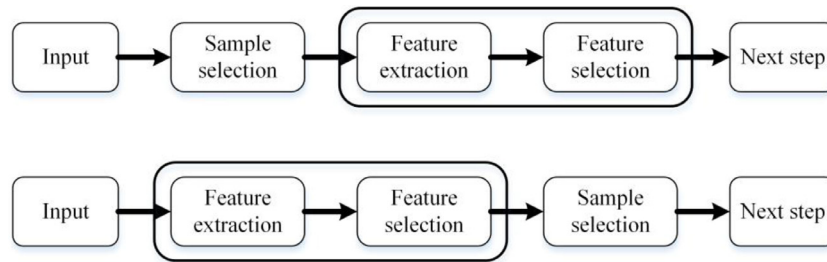 Input
Sample
selection
Feature
extraction
Feature
selection
Next step
Input
Feature
extraction
Feature
selection
Sample
selection
Next step